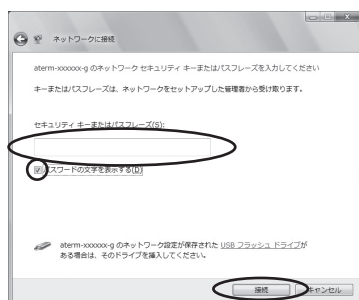 ネットワークに接続
aterm-xxxxxx-g のネットワーク セキュリティ キーまたはパスフレーズを入力してください
キーまたはパスフレーズは、ネットワークをセットアップした管理者から受け取ります。
セキュリティ キーまたはパスフレーズ(S):
パスワードの文字を表示する(D)
aterm-xxxxxx-g のネットワーク設定が保存された USB フラッシュ ドライブが
ある場合は、そのドライブを挿入してください。
接続
キャンセル